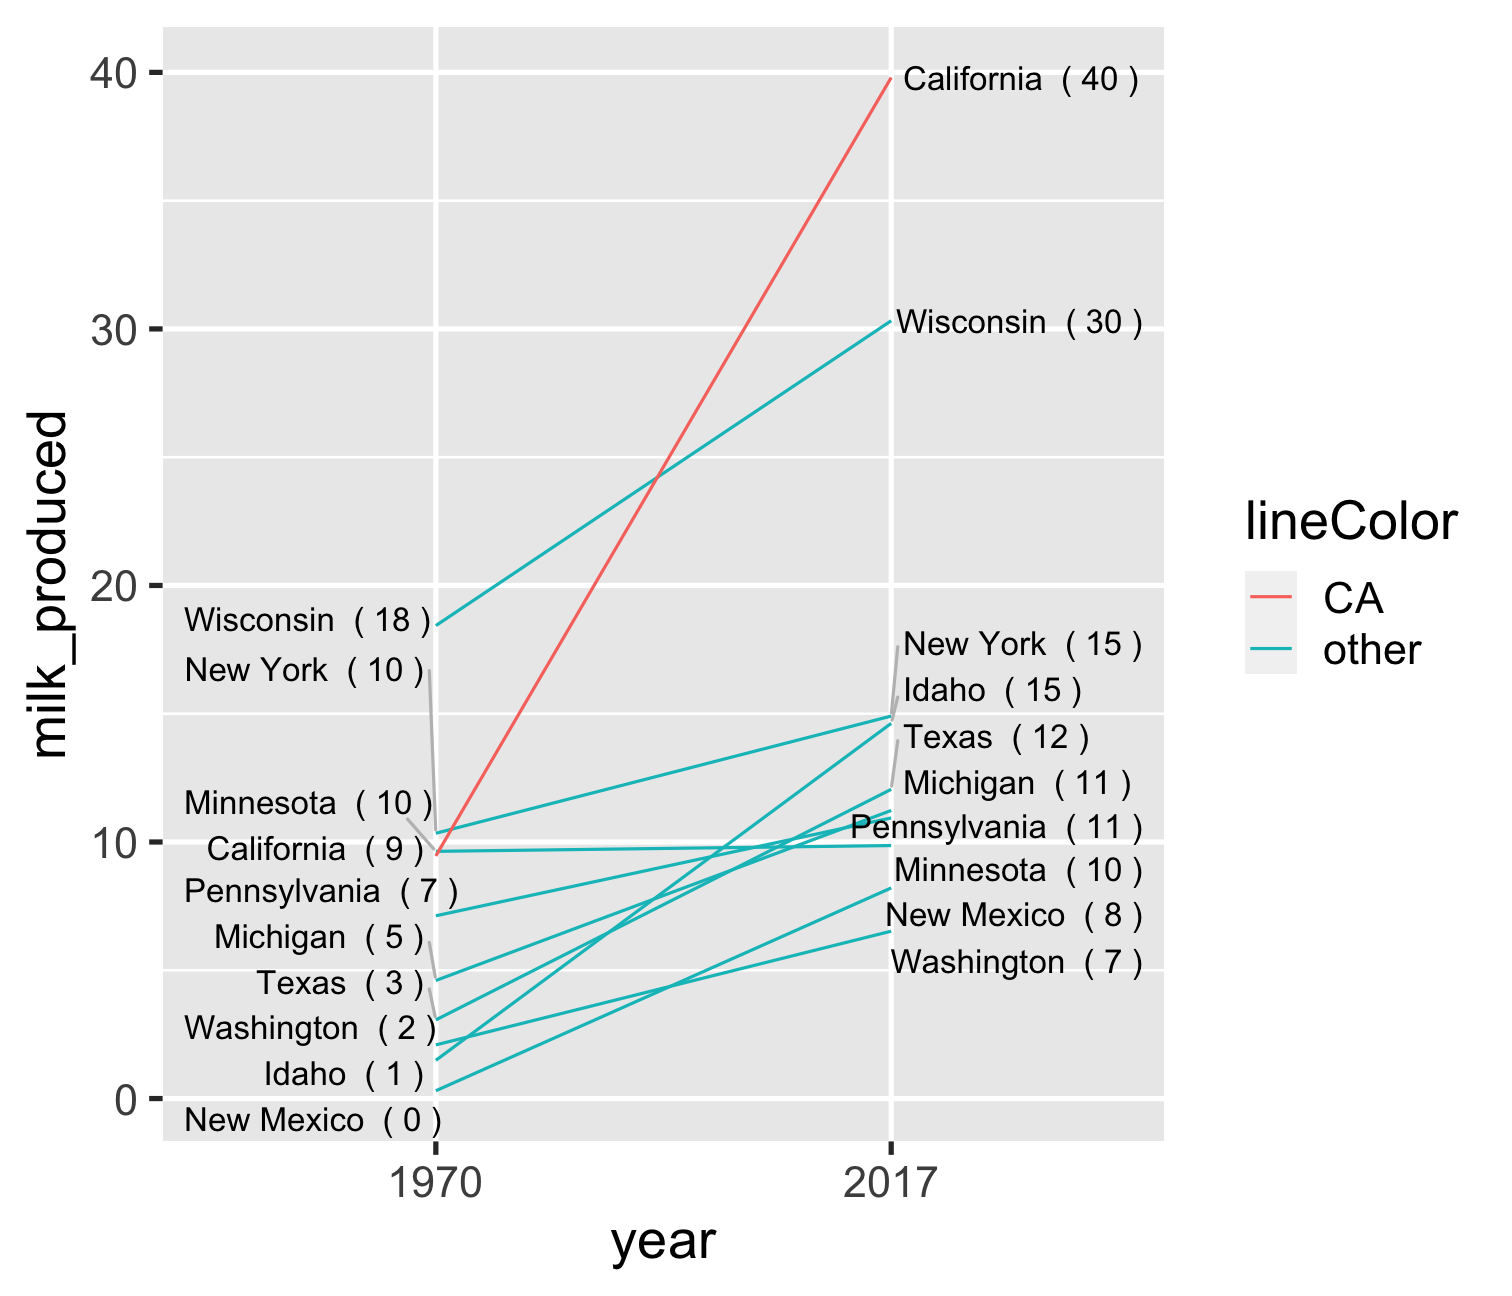 40
30
20
10
0
milk_produced
California ( 40 )
Wisconsin ( 30 )
Wisconsin ( 18 )
New York ( 10 )
Minnesota ( 10 )
California ( 9 )
Pennsylvania ( 7 )
Michigan ( 5 )
Texas ( 3 )
Washington ( 2 )
Idaho ( 1 )
New Mexico ( 0 )
New York ( 15 )
Idaho ( 15 )
Texas ( 12 )
Michigan ( 11 )
Pennsylvania ( 11 )
Minnesota ( 10 )
New Mexico ( 8 )
Washington ( 7 )
1970
2017
year
lineColor
CA
other